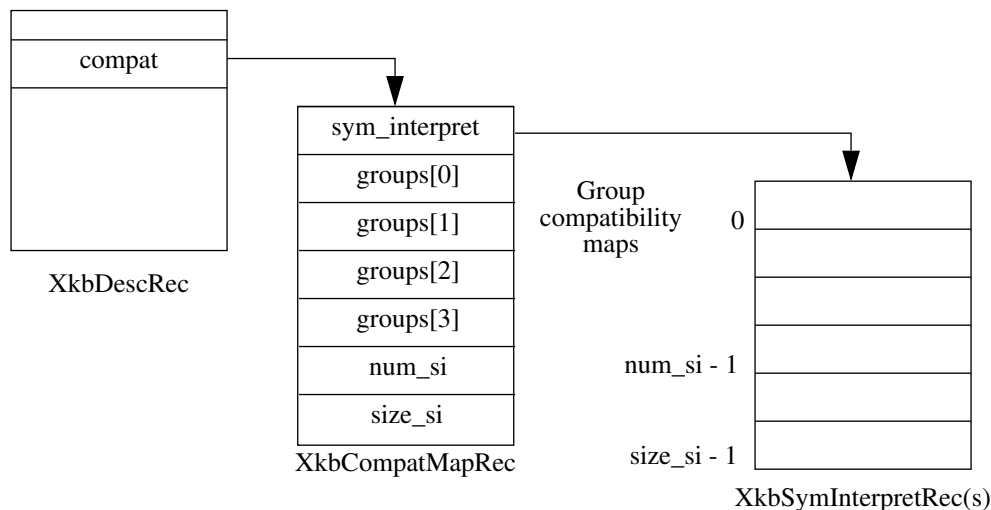 compat
XkbDescRec
sym_interpret
groups[0]
groups[1]
groups[2]
groups[3]
num_si
size_si
XkbCompatMapRec
Group
compatibility
maps
0
num_si - 1
size_si - 1
XkbSymInterpretRec(s)